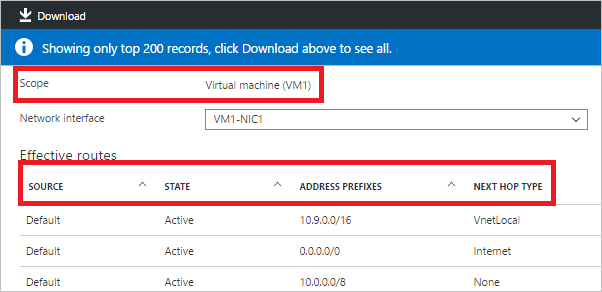 Download
Showing only top 200 records, click Download above to see all.
Scope Virtual machine (VM1)
Network interface VM1-NIC1
Effective routes
SOURCE STATE ADDRESS PREFIXES NEXT HOP TYPE
Default Active 10.9.0.0/16 VnetLocal
Default Active 0.0.0.0/0 Internet
Default Active 10.0.0.0/8 None